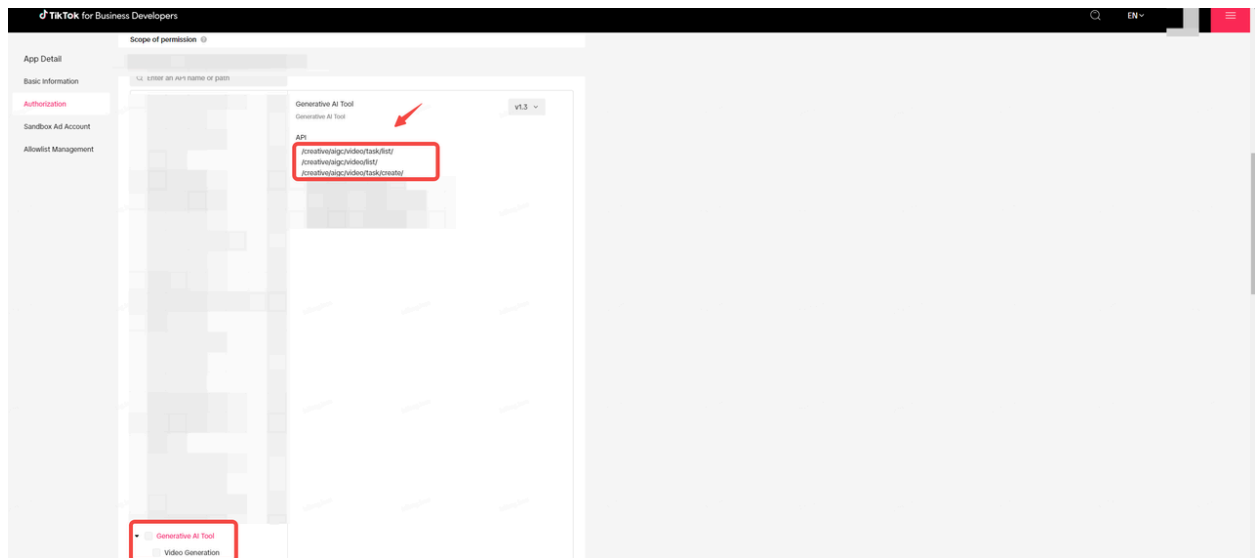 TikTok for Business Developers
EN
Scope of permission
App Detail
Basic Information
Authorization
Sandbox Ad Account
Allowlist Management
Enter an API name or path
Generative AI Tool
Generative AI Tool
v1.3
API
/creative/aigc/video/task/list/
/creative/aigc/video/list/
/creative/aigc/video/task/create/
Generative AI Tool
Video Generation